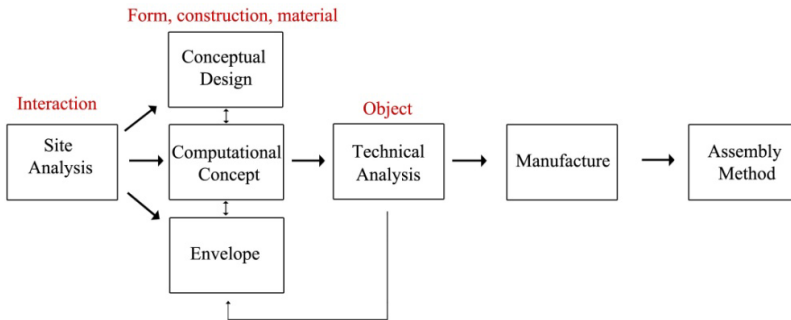 Form, construction, material
Conceptual
Design
Interaction
Site
Analysis
Computational
Concept
Object
Technical
Analysis
Manufacture
Assembly
Method
Envelope